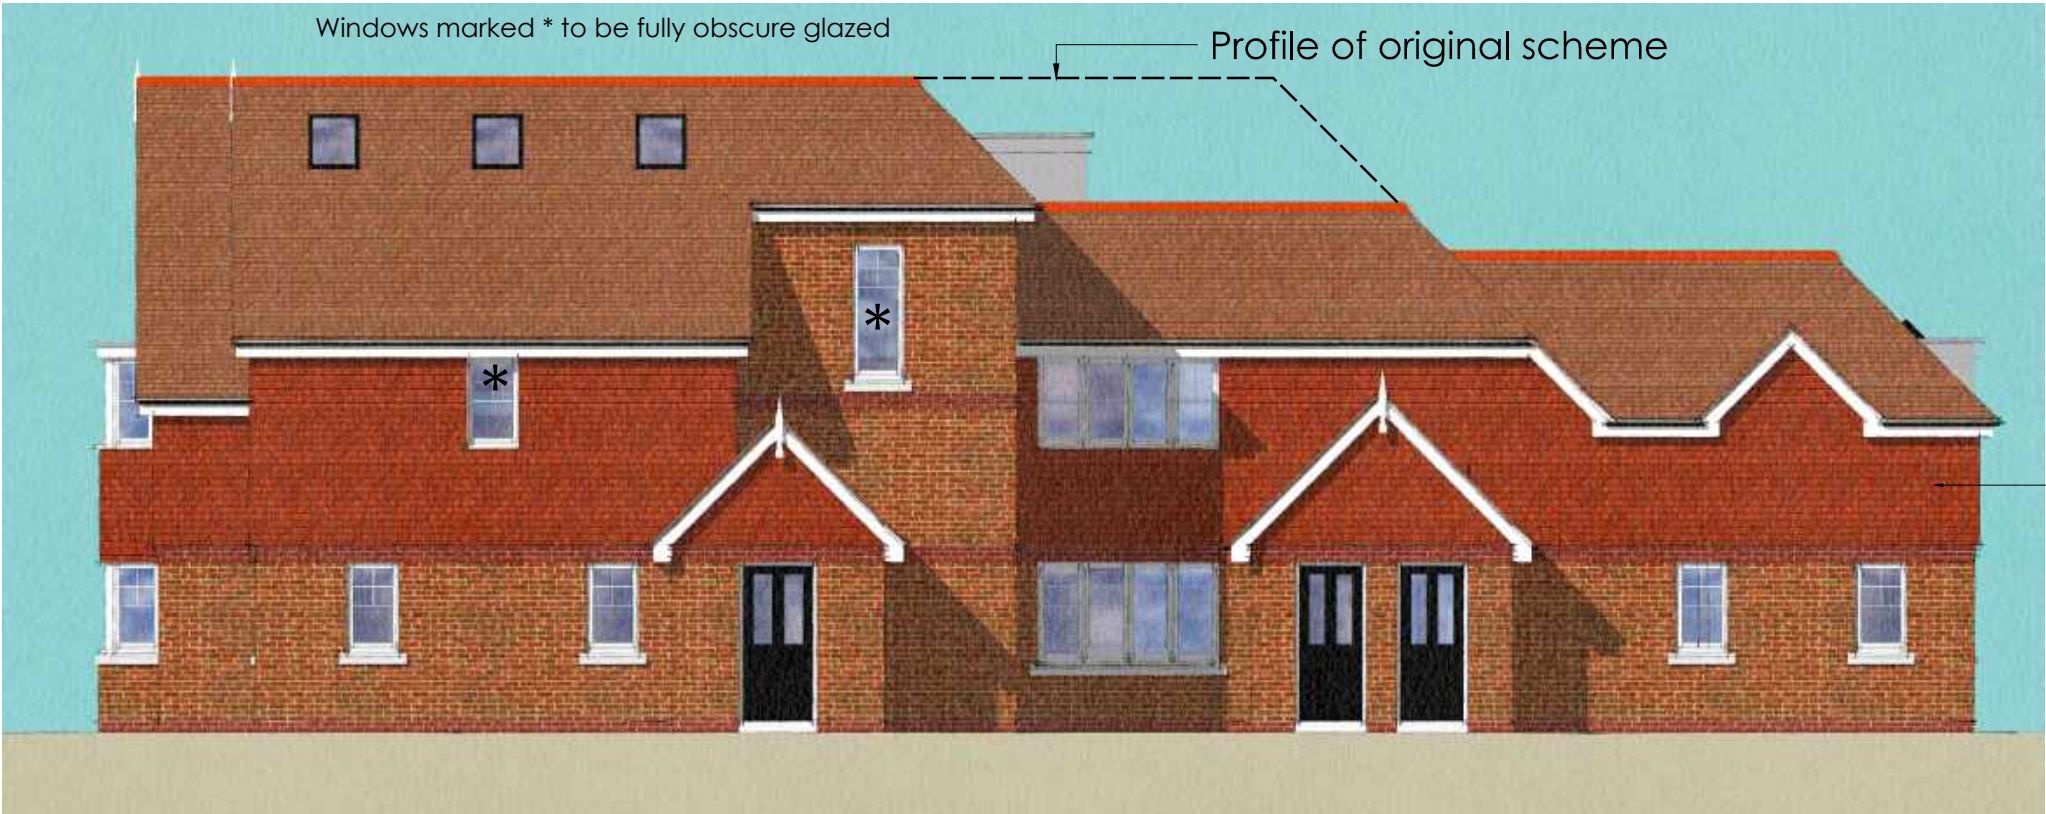 Windows marked * to be fully obscure glazed
Profile of original scheme
*
*